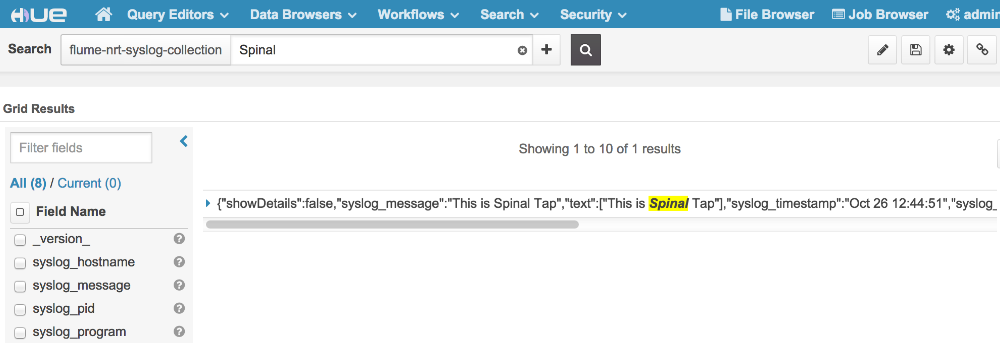 HUE Query Editors Data Browsers Workflows Search Security File Browser Job Browser admin
Search flume-nrt-syslog-collection Spinal
Grid Results
Filter fields
Showing 1 to 10 of 1 results
All (8) / Current (0)
{"showDetails":false,"syslog_message":"This is Spinal Tap","text":["This is Spinal Tap"],"syslog_timestamp":"Oct 26 12:44:51","syslog_
Field Name
_version_
syslog_hostname
syslog_message
syslog_pid
syslog_program